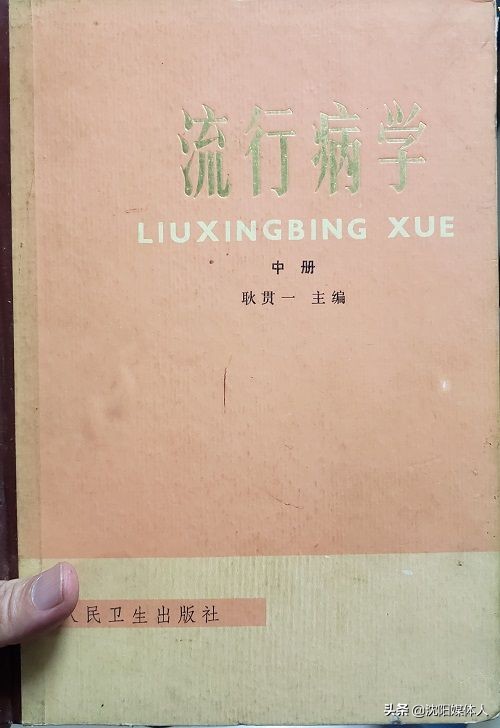 流行病学
LIUXINGBING XUE
中册
耿贯一 主编
人民卫生出版社
头条 @沈阳媒体人